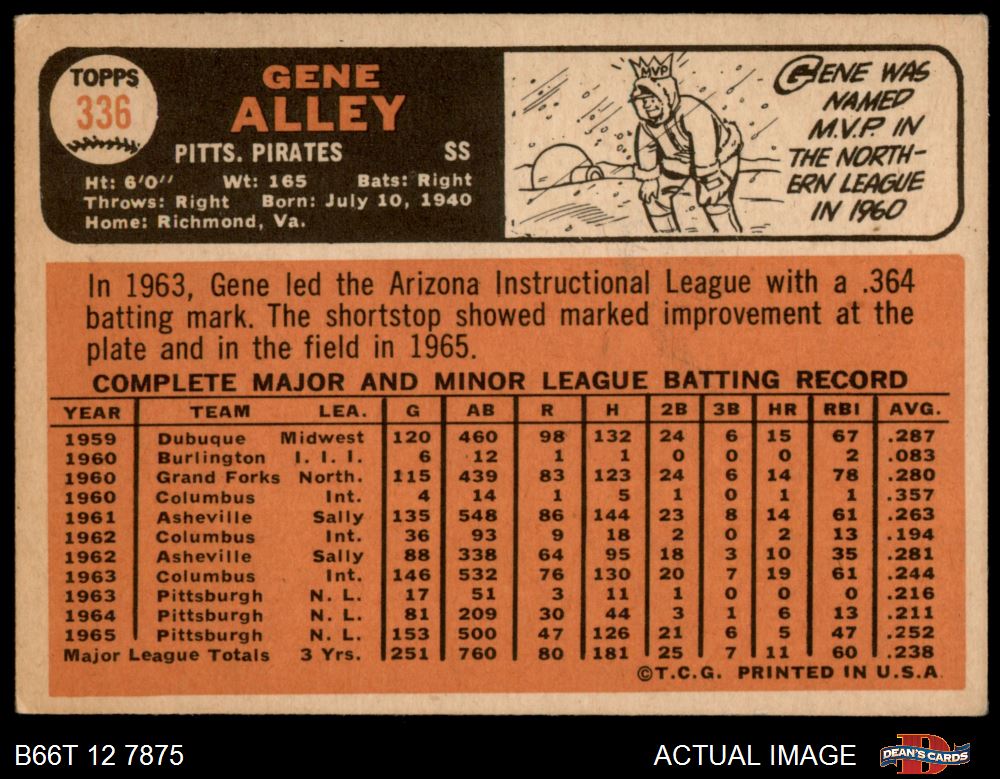 TOPPS
336
GENE
ALLEY
PITTS. PIRATES SS
Ht: 6'0" Wt: 165 Bats: Right
Throws: Right Born: July 10, 1940
Home: Richmond, Va.
MVP
GENE WAS
NAMED
M.V.P. IN
THE NORTH-
ERN LEAGUE
IN 1960
In 1963, Gene led the Arizona Instructional League with a .364
batting mark. The shortstop showed marked improvement at the
plate and in the field in 1965.
COMPLETE MAJOR AND MINOR LEAGUE BATTING RECORD
YEAR TEAM LEA. G AB R H 2B 3B HR RBI AVG.
1959 Dubuque Midwest 120 460 98 132 24 6 15 67 .287
1960 Burlington I. I. I. 6 12 1 1 0 0 0 2 .083
1960 Grand Forks North. 115 439 83 123 24 6 14 78 .280
1960 Columbus Int. 4 14 1 5 1 0 1 1 .357
1961 Asheville Sally 135 548 86 144 23 8 14 61 .263
1962 Columbus Int. 36 93 9 18 2 0 2 13 .194
1962 Asheville Sally 88 338 64 95 18 3 10 35 .281
1963 Columbus Int. 146 532 76 130 20 7 19 61 .244
1963 Pittsburgh N. L. 17 51 3 11 1 0 0 0 .216
1964 Pittsburgh N. L. 81 209 30 44 3 1 6 13 .211
1965 Pittsburgh N. L. 153 500 47 126 21 6 5 47 .252
Major League Totals 3 Yrs. 251 760 80 181 25 7 11 60 .238
©T.C.G. PRINTED IN U.S.A.
B66T 12 7875 ACTUAL IMAGE DEAN'S CARDS